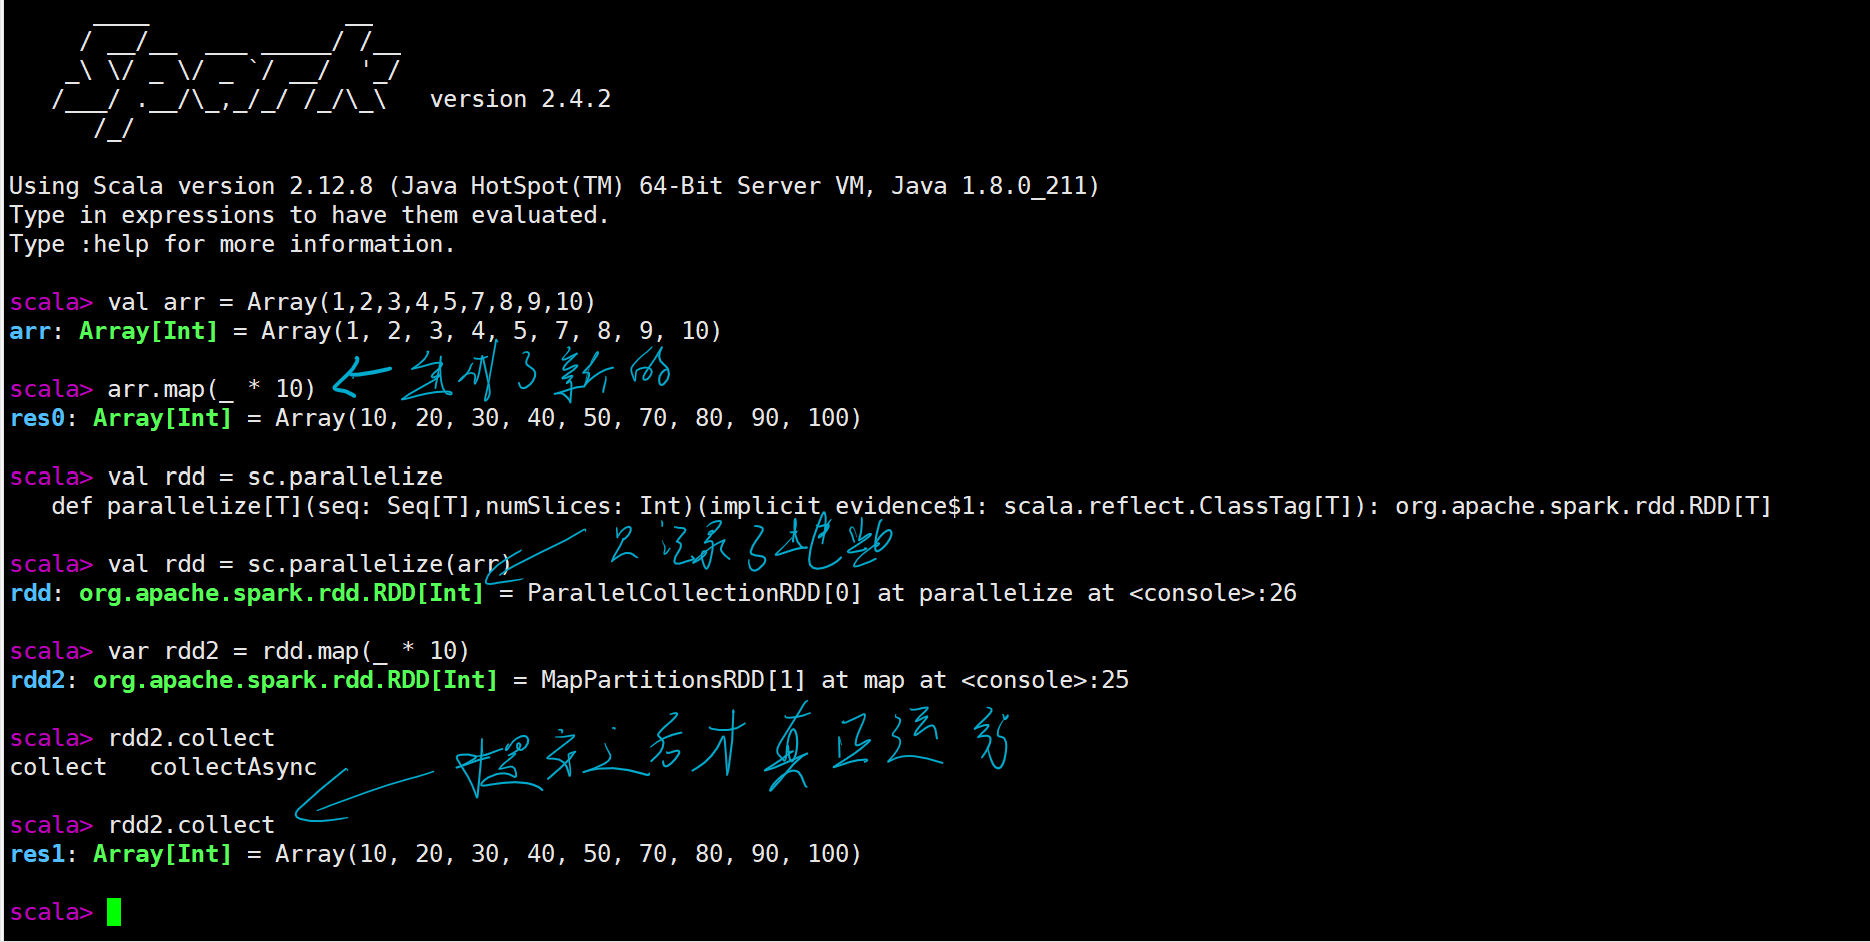 ____              __
     / __/__  ___ _____/ /__
    _\ \/ _ \/ _ `/ __/  '_/
   /___/ .__/\_,_/_/ /_/\_\   version 2.4.2
      /_/
Using Scala version 2.12.8 (Java HotSpot(TM) 64-Bit Server VM, Java 1.8.0_211)
Type in expressions to have them evaluated.
Type :help for more information.
scala> val arr = Array(1,2,3,4,5,7,8,9,10)
arr: Array[Int] = Array(1, 2, 3, 4, 5, 7, 8, 9, 10)
生成了新的
scala> arr.map(_ * 10)
res0: Array[Int] = Array(10, 20, 30, 40, 50, 70, 80, 90, 100)
scala> val rdd = sc.parallelize
   def parallelize[T](seq: Seq[T],numSlices: Int)(implicit evidence$1: scala.reflect.ClassTag[T]): org.apache.spark.rdd.RDD[T]
只记录了
scala> val rdd = sc.parallelize(arr)
rdd: org.apache.spark.rdd.RDD[Int] = ParallelCollectionRDD[0] at parallelize at <console>:26
scala> var rdd2 = rdd.map(_ * 10)
rdd2: org.apache.spark.rdd.RDD[Int] = MapPartitionsRDD[1] at map at <console>:25
scala> rdd2.collect
提交之后才真正运
collect   collectAsync
scala> rdd2.collect
res1: Array[Int] = Array(10, 20, 30, 40, 50, 70, 80, 90, 100)
scala>